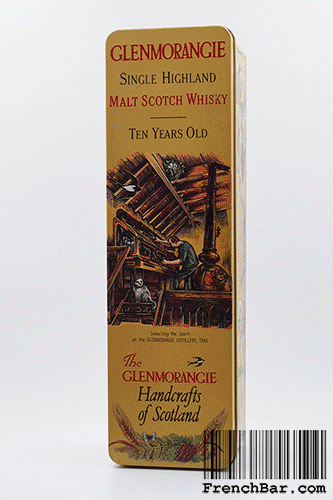 GLENMORANGIE
SINGLE HIGHLAND
MALT SCOTCH WHISKY
TEN YEARS OLD
Selecting the Spirit
at the GLENMORANGIE DISTILLERY, TAIN
The
GLENMORANGIE
Handcrafts
of Scotland
FrenchBar.com